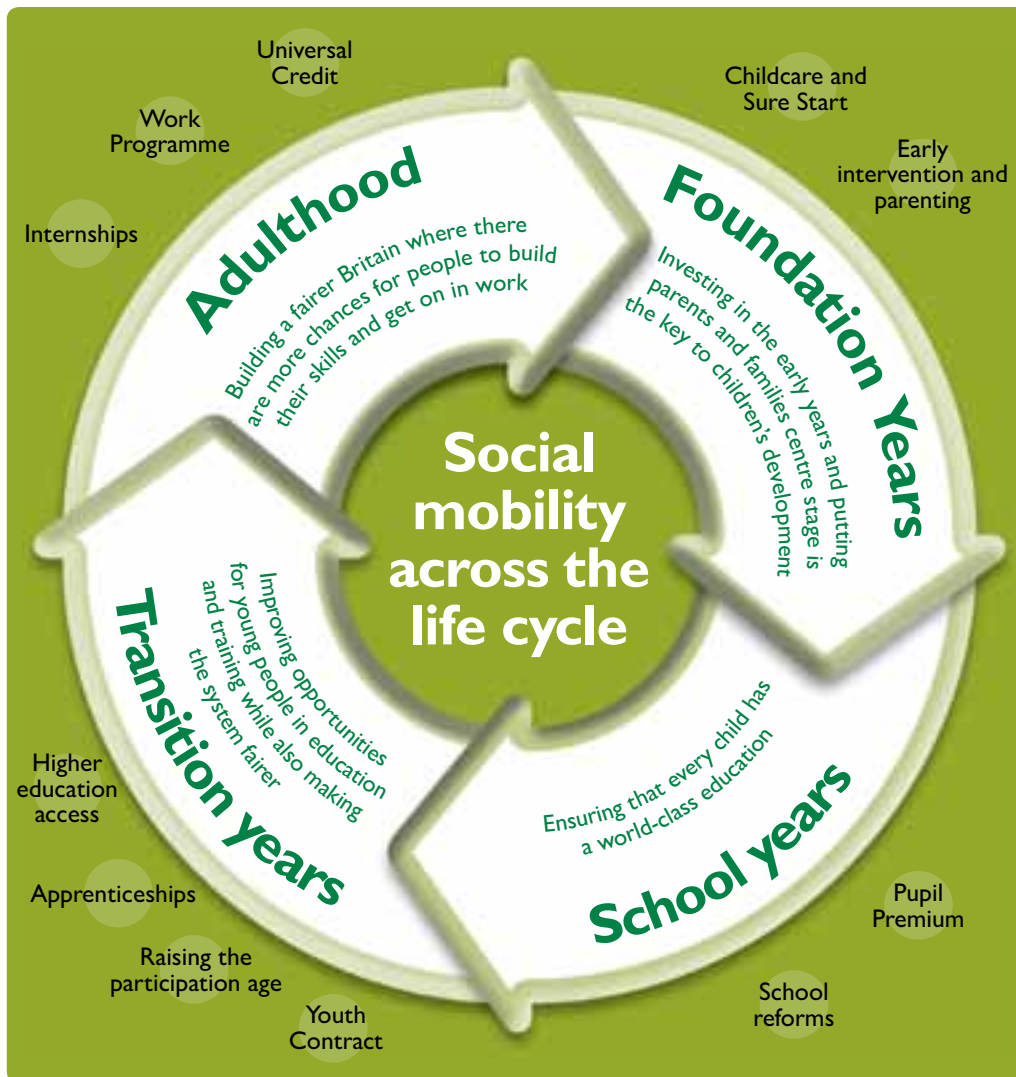 Social
mobility
across the
life cycle
Foundation Years
Investing in the early years and putting
parents and families centre stage is
the key to children’s development
Childcare and
Sure Start
Early
intervention and
parenting
School years
Ensuring that every child has
a world-class education
Pupil
Premium
School
reforms
Transition years
Improving opportunities
for young people in education
and training while also making
the system fairer
Youth
Contract
Raising the
participation age
Apprenticeships
Higher
education
access
Adulthood
Building a fairer Britain where there
are more chances for people to build
their skills and get on in work
Internships
Work
Programme
Universal
Credit